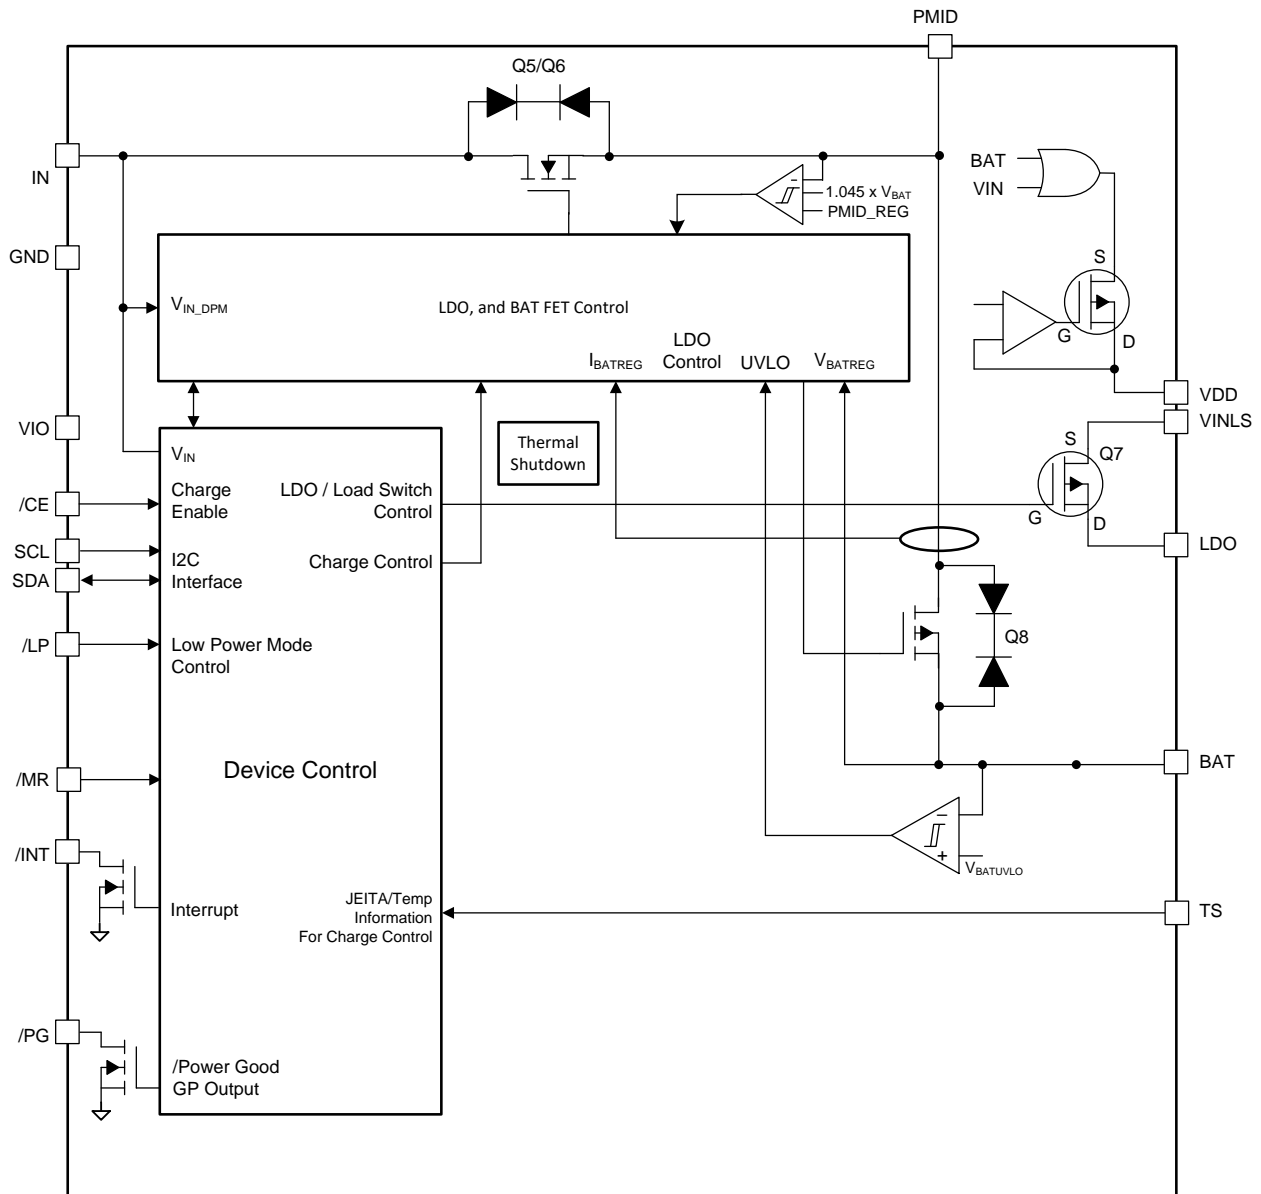 PMID
Q5/Q6
IN
BAT
VIN
1.045 x VBAT
PMID_REG
GND
S
VIN_DPM
LDO, and BAT FET Control
G
D
LDO
Control
IBATREG
UVLO
VBATREG
VDD
VINLS
VIO
Thermal
Shutdown
S
Q7
VIN
Charge
Enable
LDO / Load Switch
Control
/CE
G
D
SCL
I2C
Interface
Charge Control
LDO
SDA
/LP
Low Power Mode
Control
Q8
Device Control
/MR
BAT
-
+
VBATUVLO
/INT
Interrupt
JEITA/Temp
Information
For Charge Control
TS
/PG
/Power Good
GP Output